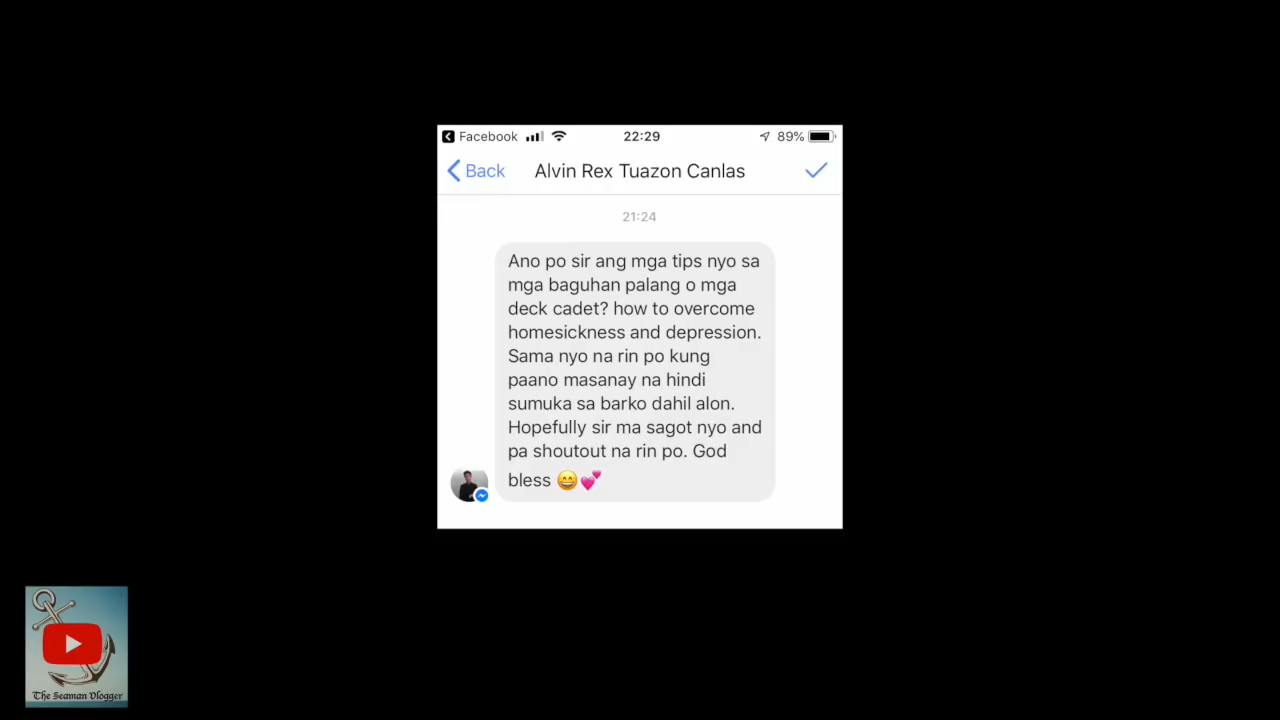 Facebook 22:29 89%
Back Alvin Rex Tuazon Canlas
21:24
Ano po sir ang mga tips nyo sa
mga baguhan palang o mga
deck cadet? how to overcome
homesickness and depression.
Sama nyo na rin po kung
paano masanay na hindi
sumuka sa barko dahil alon.
Hopefully sir ma sagot nyo and
pa shoutout na rin po. God
bless 😄💕
The Seaman Vlogger